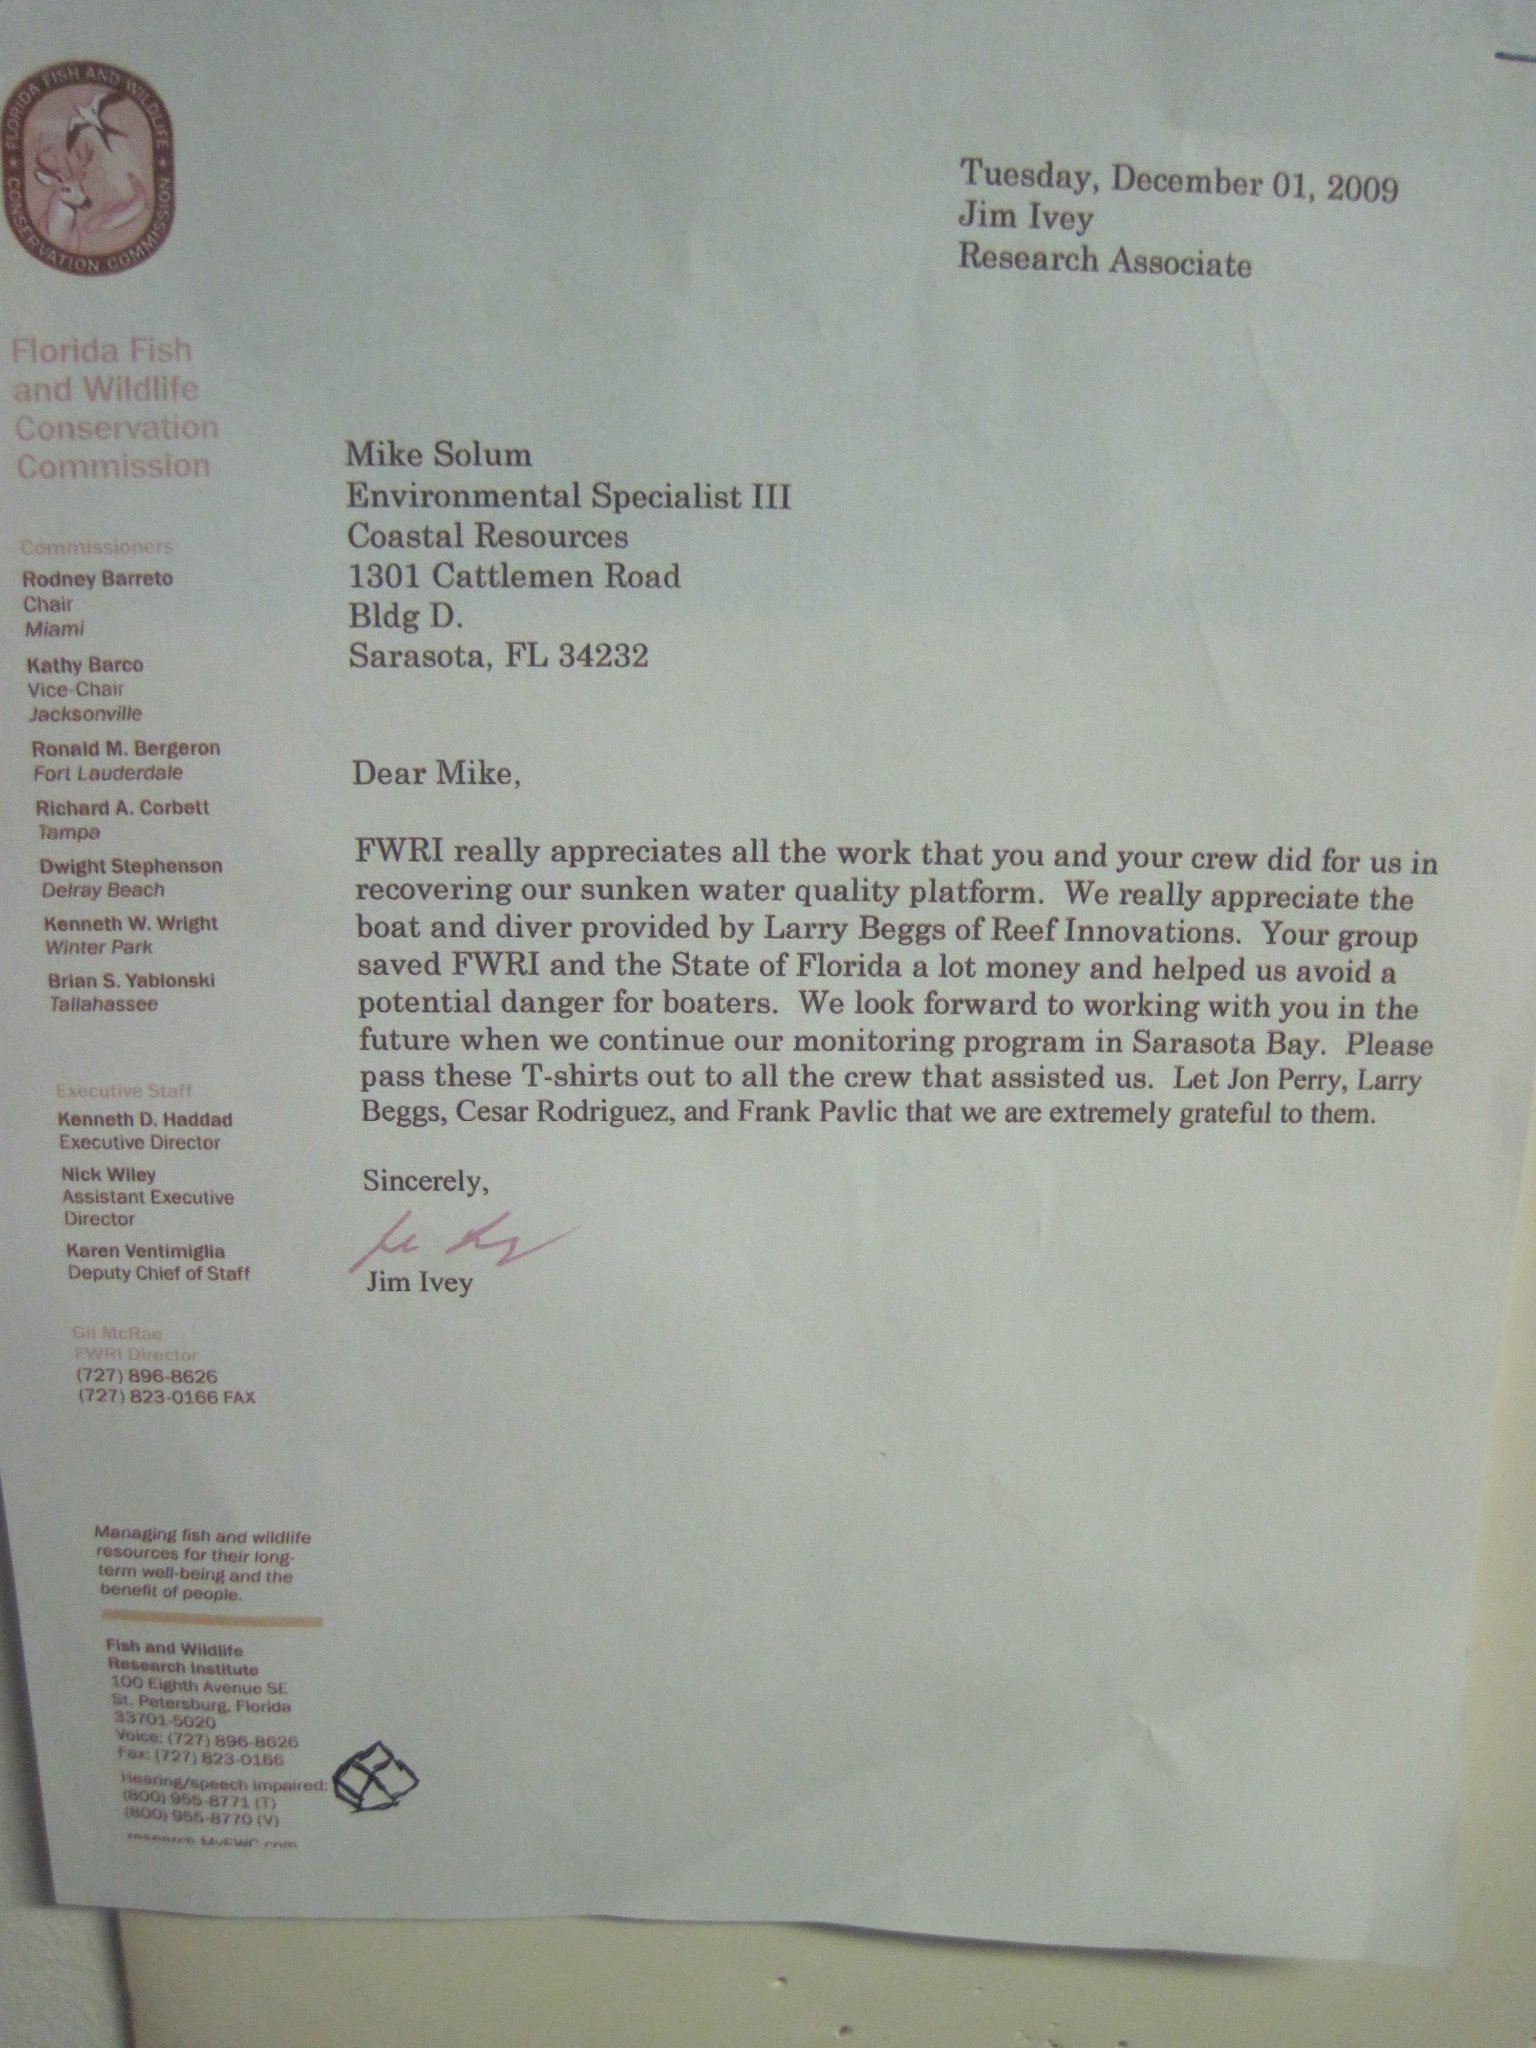 FLORIDA FISH AND WILDLIFE
CONSERVATION COMMISSION
Tuesday, December 01, 2009
Jim Ivey
Research Associate
Florida Fish
and Wildlife
Conservation
Commission
Commissioners
Rodney Barreto
Chair
Miami
Kathy Barco
Vice-Chair
Jacksonville
Ronald M. Bergeron
Fort Lauderdale
Richard A. Corbett
Tampa
Dwight Stephenson
Delray Beach
Kenneth W. Wright
Winter Park
Brian S. Yablonski
Tallahassee
Executive Staff
Kenneth D. Haddad
Executive Director
Nick Wiley
Assistant Executive
Director
Karen Ventimiglia
Deputy Chief of Staff
Gil McRae
FWRI Director
(727) 896-8626
(727) 823-0166 FAX
Managing fish and wildlife
resources for their long-
term well-being and the
benefit of people.
Fish and Wildlife
Research Institute
100 Eighth Avenue SE
St. Petersburg, Florida
33701-5020
Voice: (727) 896-8626
Fax: (727) 823-0166
Hearing/speech impaired:
(800) 955-8771 (T)
(800) 955-8770 (V)
research.MyFWC.com
Mike Solum
Environmental Specialist III
Coastal Resources
1301 Cattlemen Road
Bldg D.
Sarasota, FL 34232
Dear Mike,
FWRI really appreciates all the work that you and your crew did for us in
recovering our sunken water quality platform. We really appreciate the
boat and diver provided by Larry Beggs of Reef Innovations. Your group
saved FWRI and the State of Florida a lot money and helped us avoid a
potential danger for boaters. We look forward to working with you in the
future when we continue our monitoring program in Sarasota Bay. Please
pass these T-shirts out to all the crew that assisted us. Let Jon Perry, Larry
Beggs, Cesar Rodriguez, and Frank Pavlic that we are extremely grateful to them.
Sincerely,
Jim Ivey